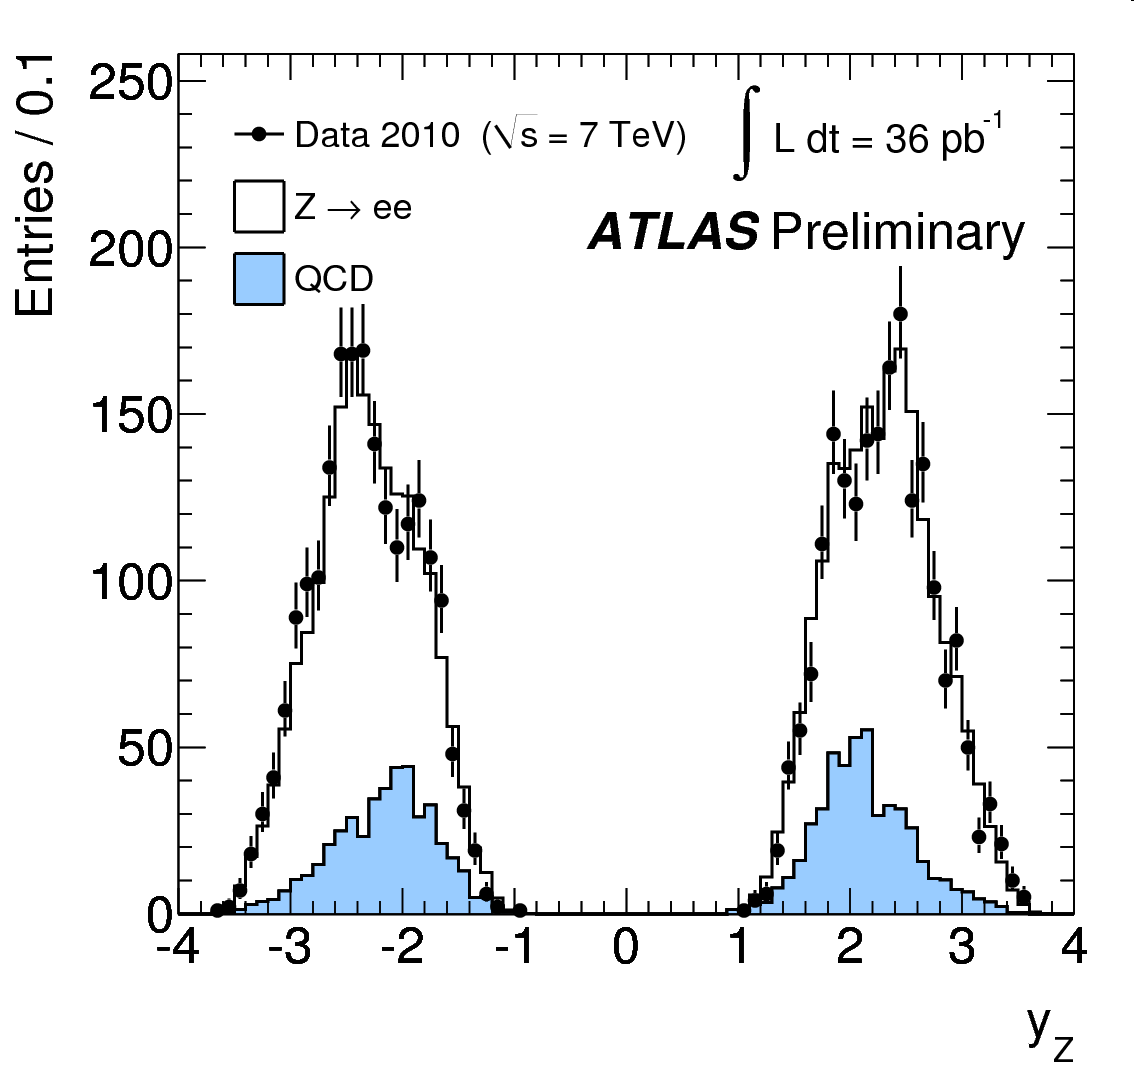 Entries / 0.1
250
200
150
100
50
0
Data 2010 (√s = 7 TeV)
∫ L dt = 36 pb⁻¹
Z → ee
ATLAS Preliminary
QCD
-4 -3 -2 -1 0 1 2 3 4
y_Z